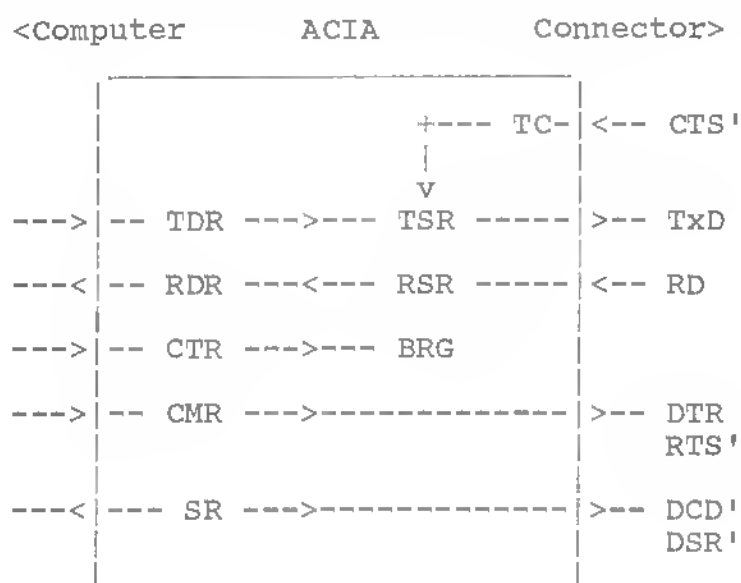 <Computer ACIA Connector>
+--- TC-|<-- CTS'
|
v
--->|-- TDR --->--- TSR -----|>-- TxD
---<|-- RDR ---<--- RSR -----|<-- RD
--->|-- CTR --->--- BRG
--->|-- CMR --->-------------|>-- DTR
RTS'
---<|--- SR --->-------------|>-- DCD'
DSR'